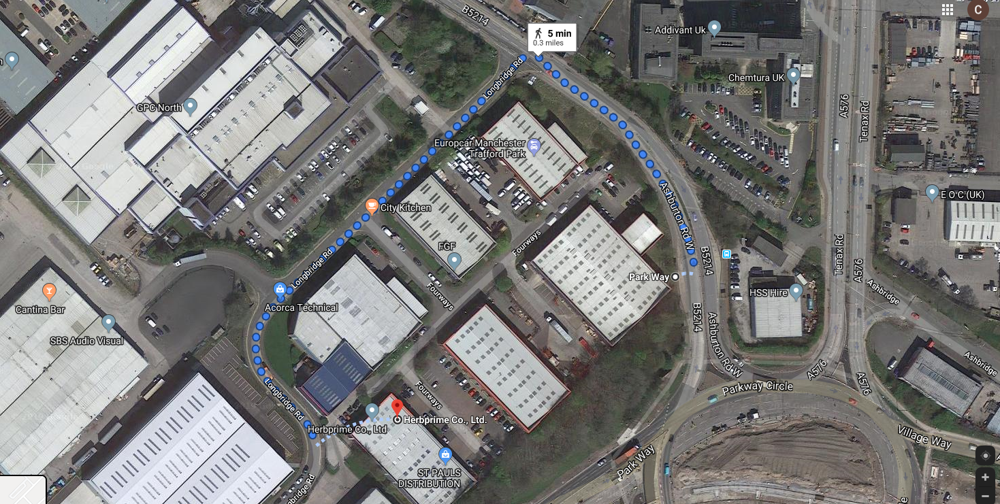 B5214
5 min
0.3 miles
Addivant Uk
C
Chemtura UK
Longbridge Rd
A576
Tenax Rd
GPC North
Europcar Manchester
Trafford Park
Ashburton Rd W
E O'C (UK)
City Kitchen
FGF
Fourways
Longbridge Rd
B5214
Tenax Rd
A576
Park Way
Ashbridge
HSS Hire
Cantina Bar
Acorca Technical
Fourways
SBS Audio Visual
B5214
Ashburton Rd W
A576
A576
Ashbridge
Parkway Circle
Longbridge Rd
Fourways
Herbprime Co., Ltd.
Herbprime Co., Ltd
Village Way
Park Way
ST PAULS
DISTRIBUTION
ngbridge Rd